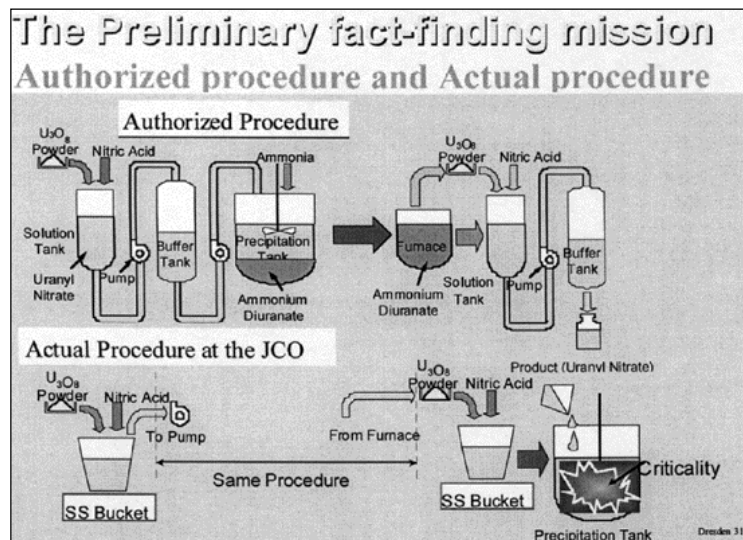 The Preliminary fact-finding mission
Authorized procedure and Actual procedure
Authorized Procedure
U₃O₈
Powder
Nitric Acid
Ammonia
Solution
Tank
Uranyl
Nitrate
Pump
Buffer
Tank
Precipitation
Tank
Ammonium
Diuranate
U₃O₈
Powder
Nitric Acid
Furnace
Ammonium
Diuranate
Solution
Tank
Pump
Buffer
Tank
Product (Uranyl Nitrate)
Actual Procedure at the JCO
U₃O₈
Powder
Nitric Acid
To Pump
SS Bucket
Same Procedure
From Furnace
U₃O₈
Powder
Nitric Acid
SS Bucket
Criticality
Precipitation Tank
Dresden 31